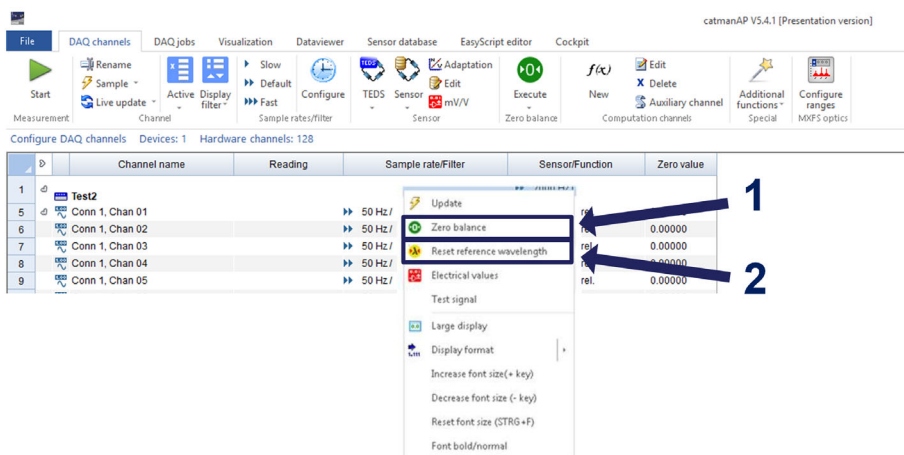 catmanAP V5.4.1 [Presentation version]
File DAQ channels DAQ jobs Visualization Dataviewer Sensor database EasyScript editor Cockpit
Rename Slow TEDS Adaptation ›0‹ f(x) Edit
Sample Default Edit X Delete
Start Live update Active Display filter Fast Configure TEDS Sensor mV/V Execute New Auxiliary channel Additional functions Configure ranges
Measurement Channel Sample rates/filter Sensor Zero balance Computation channels Special MXFS optics
Configure DAQ channels Devices: 1 Hardware channels: 128
Channel name Reading Sample rate/Filter Sensor/Function Zero value
1 Test2
5 Conn 1, Chan 01 50 Hz /
6 Conn 1, Chan 02 50 Hz / 0.00000
7 Conn 1, Chan 03 50 Hz / rel. 0.00000
8 Conn 1, Chan 04 50 Hz / 0.00000
9 Conn 1, Chan 05 50 Hz / rel. 0.00000
Update
Zero balance
Reset reference wavelength
Electrical values
Test signal
Large display
Display format
Increase font size(+ key)
Decrease font size (- key)
Reset font size (STRG+F)
Font bold/normal
1
2